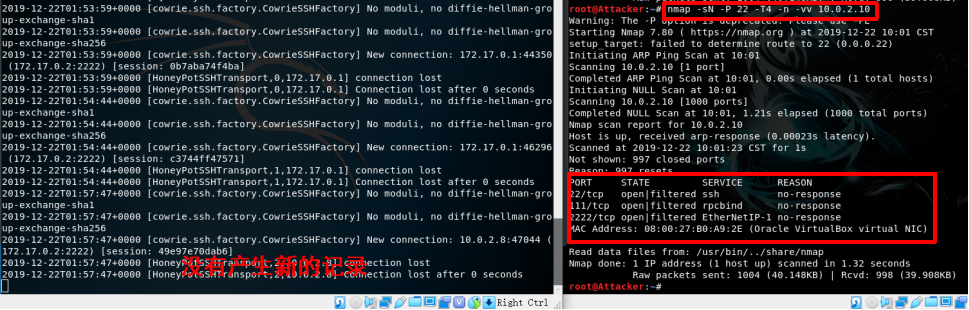 up-exchange-sha1
2019-12-22T01:53:59+0000 [cowrie.ssh.factory.CowrieSSHFactory] No moduli, no diffie-hellman-gro
up-exchange-sha256
2019-12-22T01:53:59+0000 [cowrie.ssh.factory.CowrieSSHFactory] New connection: 172.17.0.1:44350
(172.17.0.2:2222) [session: 0b7aba74f4ba]
2019-12-22T01:53:59+0000 [HoneyPotSSHTransport,0,172.17.0.1] connection lost
2019-12-22T01:53:59+0000 [HoneyPotSSHTransport,0,172.17.0.1] Connection lost after 0 seconds
2019-12-22T01:54:44+0000 [cowrie.ssh.factory.CowrieSSHFactory] No moduli, no diffie-hellman-gro
up-exchange-sha1
2019-12-22T01:54:44+0000 [cowrie.ssh.factory.CowrieSSHFactory] No moduli, no diffie-hellman-gro
up-exchange-sha256
2019-12-22T01:54:44+0000 [cowrie.ssh.factory.CowrieSSHFactory] New connection: 172.17.0.1:46296
(172.17.0.2:2222) [session: c3744ff47571]
2019-12-22T01:54:44+0000 [HoneyPotSSHTransport,1,172.17.0.1] connection lost
2019-12-22T01:54:44+0000 [HoneyPotSSHTransport,1,172.17.0.1] Connection lost after 0 seconds
2019-12-22T01:57:47+0000 [cowrie.ssh.factory.CowrieSSHFactory] No moduli, no diffie-hellman-gro
up-exchange-sha1
2019-12-22T01:57:47+0000 [cowrie.ssh.factory.CowrieSSHFactory] No moduli, no diffie-hellman-gro
up-exchange-sha256
2019-12-22T01:57:47+0000 [cowrie.ssh.factory.CowrieSSHFactory] New connection: 10.0.2.8:47044 (
172.17.0.2:2222) [session: 49e97e70dab6]
2019-12-22T01:57:47+0000 [HoneyPotSSHTransport,2,10.0.2.8] connection lost
2019-12-22T01:57:47+0000 [HoneyPotSSHTransport,2,10.0.2.8] Connection lost after 0 seconds
没有产生新的记录
Right Ctrl
root@Attacker:~# nmap -sN -P 22 -T4 -n -vv 10.0.2.10
Warning: The -P option is deprecated. Please use -PE
Starting Nmap 7.80 ( https://nmap.org ) at 2019-12-22 10:01 CST
setup_target: failed to determine route to 22 (0.0.0.22)
Initiating ARP Ping Scan at 10:01
Scanning 10.0.2.10 [1 port]
Completed ARP Ping Scan at 10:01, 0.00s elapsed (1 total hosts)
Initiating NULL Scan at 10:01
Scanning 10.0.2.10 [1000 ports]
Completed NULL Scan at 10:01, 1.21s elapsed (1000 total ports)
Nmap scan report for 10.0.2.10
Host is up, received arp-response (0.00023s latency).
Scanned at 2019-12-22 10:01:23 CST for 1s
Not shown: 997 closed ports
Reason: 997 resets
PORT STATE SERVICE REASON
22/tcp open|filtered ssh no-response
111/tcp open|filtered rpcbind no-response
2222/tcp open|filtered EtherNetIP-1 no-response
MAC Address: 08:00:27:B0:A9:2E (Oracle VirtualBox virtual NIC)
Read data files from: /usr/bin/../share/nmap
Nmap done: 1 IP address (1 host up) scanned in 1.32 seconds
Raw packets sent: 1004 (40.148KB) | Rcvd: 998 (39.908KB)
root@Attacker:~#